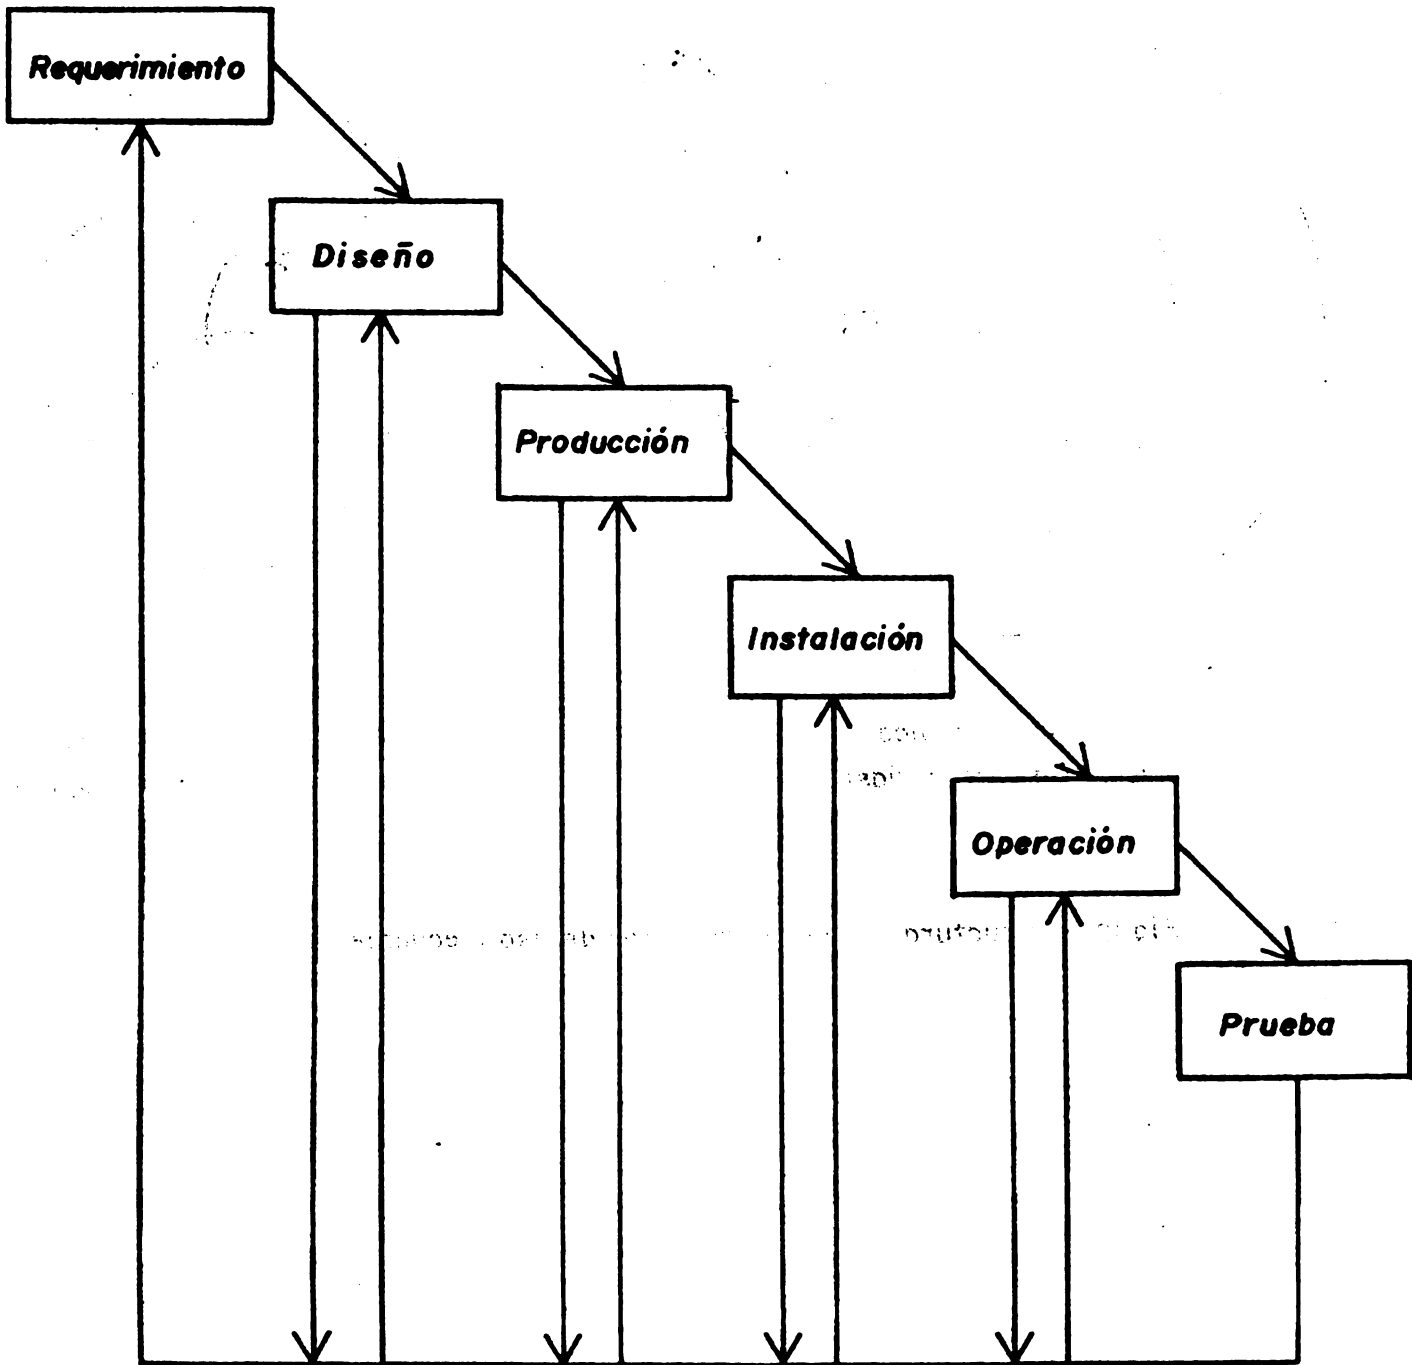 Requerimiento
Diseño
Producción
Instalación
Operación
Prueba